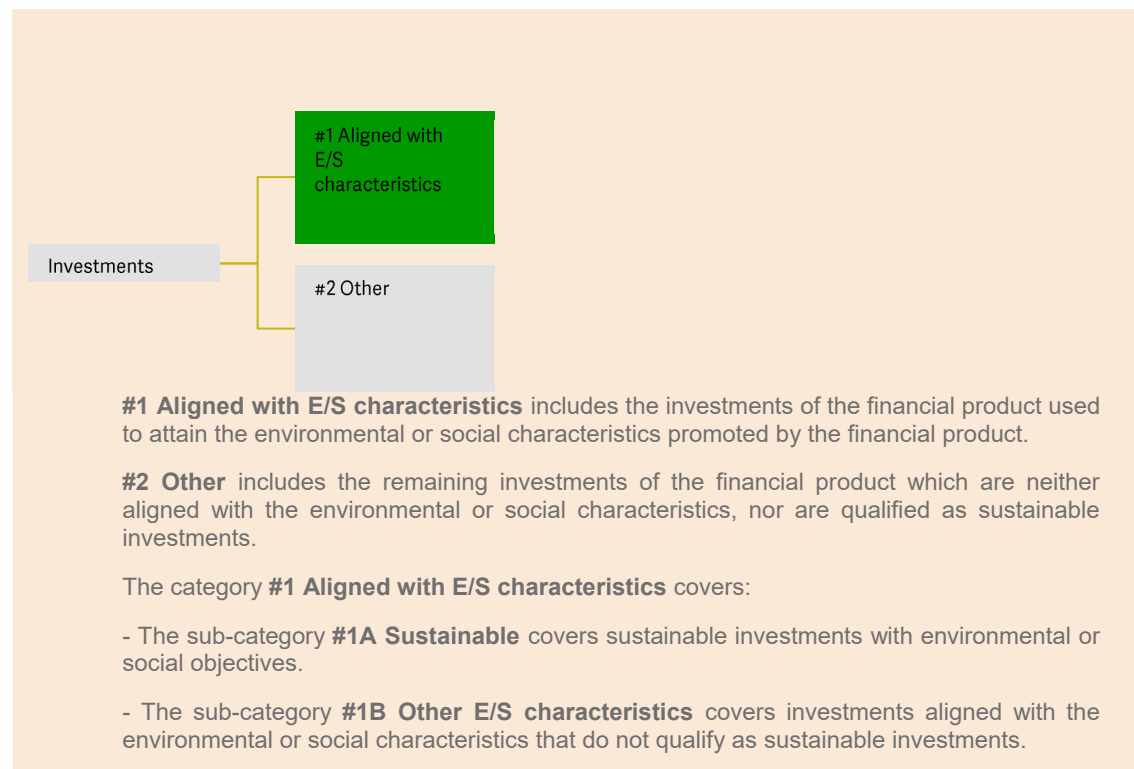 #1 Aligned with
E/S
characteristics
Investments
#2 Other
#1 Aligned with E/S characteristics includes the investments of the financial product used
to attain the environmental or social characteristics promoted by the financial product.
#2 Other includes the remaining investments of the financial product which are neither
aligned with the environmental or social characteristics, nor are qualified as sustainable
investments.
The category #1 Aligned with E/S characteristics covers:
- The sub-category #1A Sustainable covers sustainable investments with environmental or
social objectives.
- The sub-category #1B Other E/S characteristics covers investments aligned with the
environmental or social characteristics that do not qualify as sustainable investments.